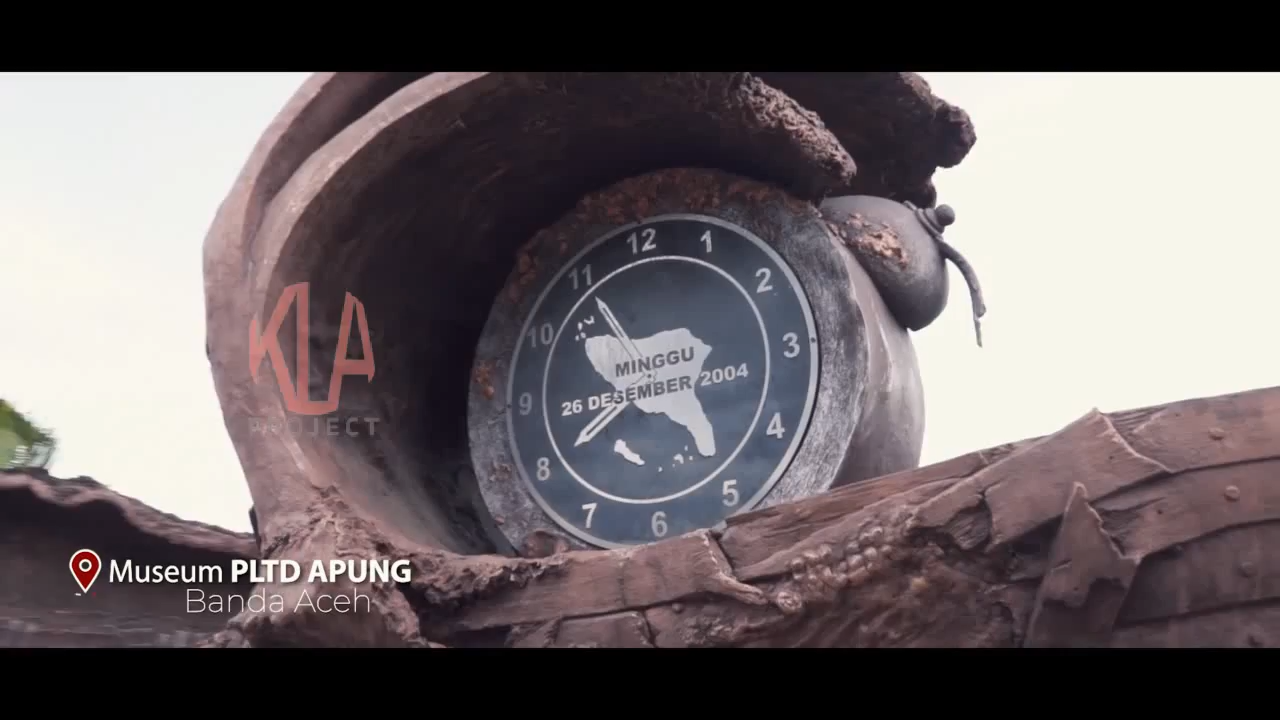 12
1
2
3
4
5
6
7
8
9
10
11
MINGGU
26 DESEMBER 2004
KLA
PROJECT
Museum PLTD APUNG
Banda Aceh